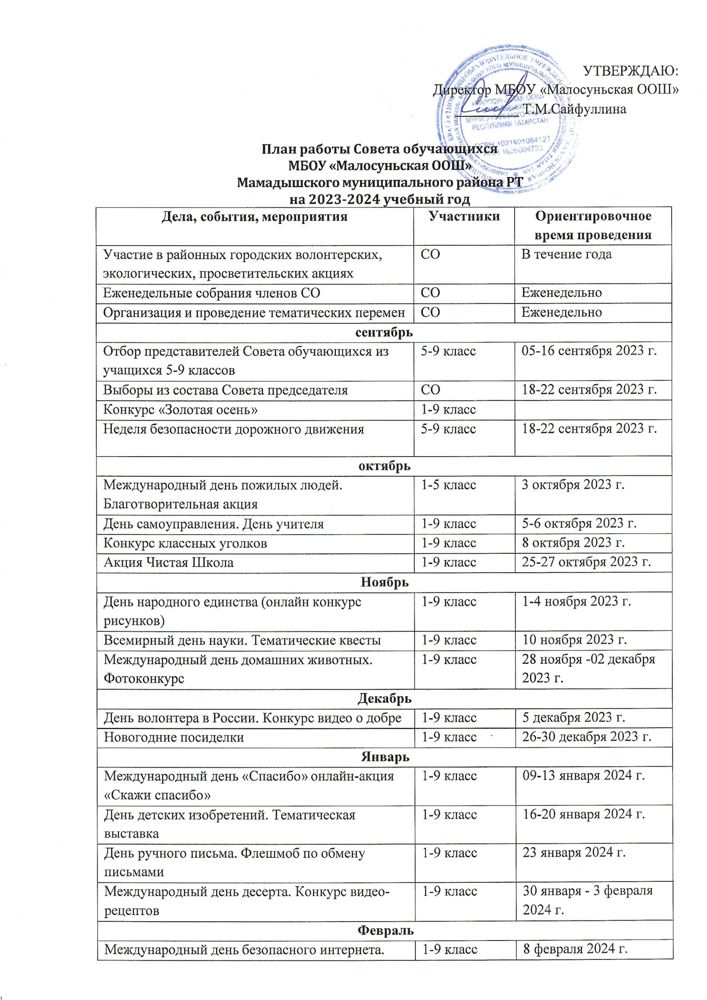 УТВЕРЖДАЮ:
Директор МБОУ «Малосуньская ООШ»
Т.М.Сайфуллина
«МАЛОСУНЬСКАЯ ООШ»
МАМАДЫШСКОГО
МУНИЦИПАЛЬНОГО РАЙОНА
РЕСПУБЛИКИ ТАТАРСТАН
План работы Совета обучающихся
МБОУ «Малосуньская ООШ»
Мамадышского муниципального района РТ
на 2023-2024 учебный год
Дела, события, мероприятия Участники Ориентировочное
время проведения
Участие в районных городских волонтерских, СО В течение года
экологических, просветительских акциях
Еженедельные собрания членов СО СО Еженедельно
Организация и проведение тематических перемен СО Еженедельно
сентябрь
Отбор представителей Совета обучающихся из 5-9 класс 05-16 сентября 2023 г.
учащихся 5-9 классов
Выборы из состава Совета председателя СО 18-22 сентября 2023 г.
Конкурс «Золотая осень» 1-9 класс
Неделя безопасности дорожного движения 5-9 класс 18-22 сентября 2023 г.
октябрь
Международный день пожилых людей. 1-5 класс 3 октября 2023 г.
Благотворительная акция
День самоуправления. День учителя 1-9 класс 5-6 октября 2023 г.
Конкурс классных уголков 1-9 класс 8 октября 2023 г.
Акция Чистая Школа 1-9 класс 25-27 октября 2023 г.
Ноябрь
День народного единства (онлайн конкурс 1-9 класс 1-4 ноября 2023 г.
рисунков)
Всемирный день науки. Тематические квесты 1-9 класс 10 ноября 2023 г.
Международный день домашних животных. 1-9 класс 28 ноября -02 декабря
Фотоконкурс 2023 г.
Декабрь
День волонтера в России. Конкурс видео о добре 1-9 класс 5 декабря 2023 г.
Новогодние посиделки 1-9 класс 26-30 декабря 2023 г.
Январь
Международный день «Спасибо» онлайн-акция 1-9 класс 09-13 января 2024 г.
«Скажи спасибо»
День детских изобретений. Тематическая 1-9 класс 16-20 января 2024 г.
выставка
День ручного письма. Флешмоб по обмену 1-9 класс 23 января 2024 г.
письмами
Международный день десерта. Конкурс видео- 1-9 класс 30 января - 3 февраля
рецептов 2024 г.
Февраль
Международный день безопасного интернета. 1-9 класс 8 февраля 2024 г.